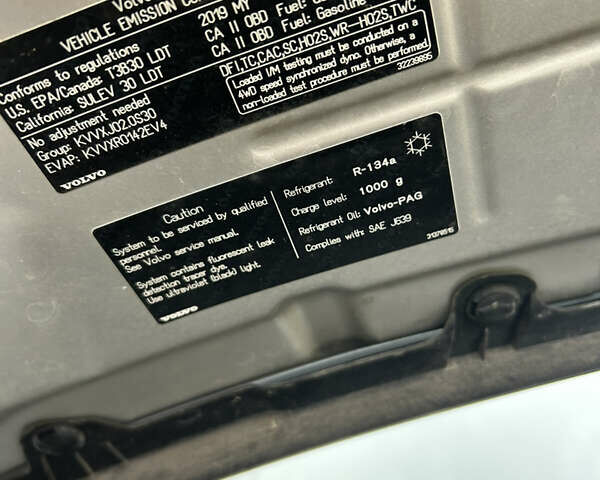 Volvo
VEHICLE EMISSION CO
Conforms to regulations
U.S. EPA/Canada: T3B30 LDT
California: SULEV 30 LDT
No adjustment needed
Group: KVVXJ02.0S30
EVAP: KVVXR0142EV4
VOLVO
2019 MY
CA II OBD Fuel:
CA II OBD Fuel: Gasoline
DFI,TC,CAC,SC,HO2S,WR-HO2S,TWC
Loaded I/M testing must be conducted on a
4WD speed synchronized dyno. Otherwise, a
non-loaded test procedure must be performed.
32239895
Caution
System to be serviced by qualified
personnel.
See Volvo service manual.
System contains fluorescent leak
detection tracer dye.
Use ultraviolet (black) light.
VOLVO
Refrigerant: R-134a
Charge level: 1000 g
Refrigerant Oil: Volvo-PAG
Complies with: SAE J639